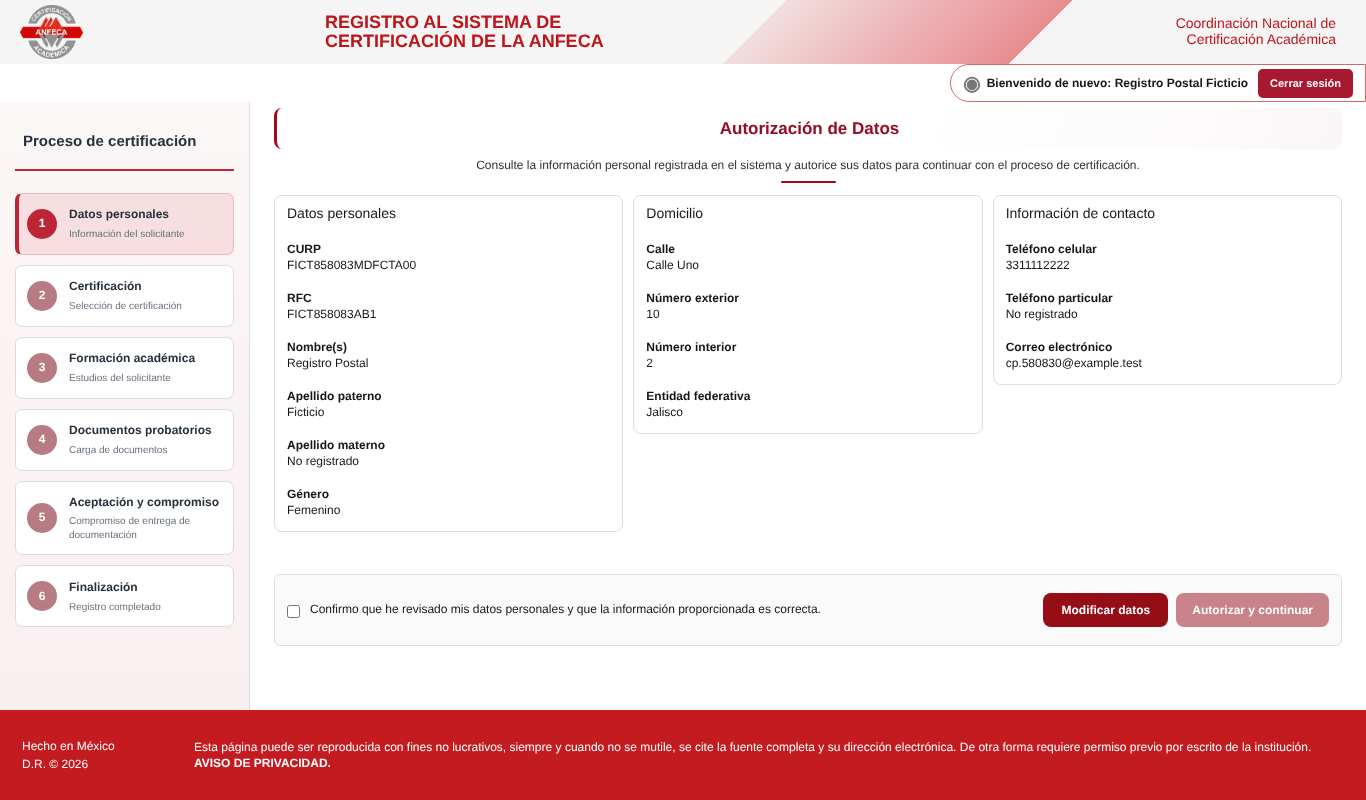 CERTIFICACIÓN
ANFECA
ACADÉMICA
REGISTRO AL SISTEMA DE
CERTIFICACIÓN DE LA ANFECA
Coordinación Nacional de
Certificación Académica
Bienvenido de nuevo: Registro Postal Ficticio
Cerrar sesión
Proceso de certificación
1
Datos personales
Información del solicitante
2
Certificación
Selección de certificación
3
Formación académica
Estudios del solicitante
4
Documentos probatorios
Carga de documentos
5
Aceptación y compromiso
Compromiso de entrega de
documentación
6
Finalización
Registro completado
Autorización de Datos
Consulte la información personal registrada en el sistema y autorice sus datos para continuar con el proceso de certificación.
Datos personales
CURP
FICT858083MDFCTA00
RFC
FICT858083AB1
Nombre(s)
Registro Postal
Apellido paterno
Ficticio
Apellido materno
No registrado
Género
Femenino
Domicilio
Calle
Calle Uno
Número exterior
10
Número interior
2
Entidad federativa
Jalisco
Información de contacto
Teléfono celular
3311112222
Teléfono particular
No registrado
Correo electrónico
cp.580830@example.test
Confirmo que he revisado mis datos personales y que la información proporcionada es correcta.
Modificar datos
Autorizar y continuar
Hecho en México
D.R. © 2026
Esta página puede ser reproducida con fines no lucrativos, siempre y cuando no se mutile, se cite la fuente completa y su dirección electrónica. De otra forma requiere permiso previo por escrito de la institución.
AVISO DE PRIVACIDAD.